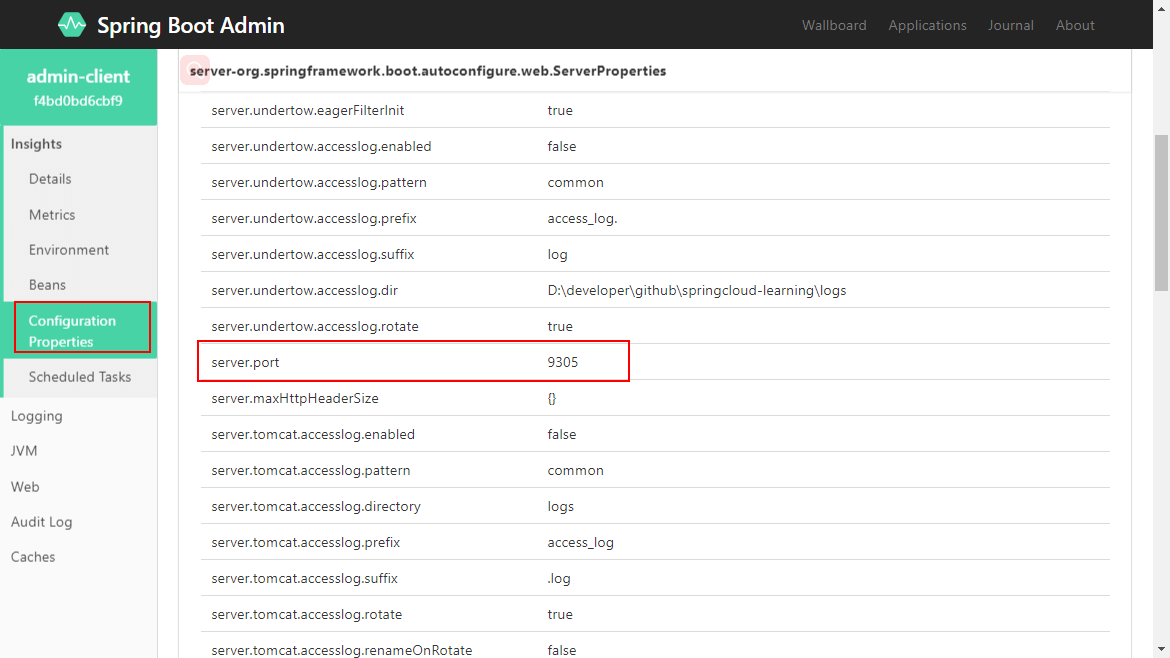 Spring Boot Admin
Wallboard Applications Journal About
admin-client
f4bd0bd6cbf9
Insights
Details
Metrics
Environment
Beans
Configuration
Properties
Scheduled Tasks
Logging
JVM
Web
Audit Log
Caches
server-org.springframework.boot.autoconfigure.web.ServerProperties
server.undertow.eagerFilterInit true
server.undertow.accesslog.enabled false
server.undertow.accesslog.pattern common
server.undertow.accesslog.prefix access_log.
server.undertow.accesslog.suffix log
server.undertow.accesslog.dir D:\developer\github\springcloud-learning\logs
server.undertow.accesslog.rotate true
server.port 9305
server.maxHttpHeaderSize {}
server.tomcat.accesslog.enabled false
server.tomcat.accesslog.pattern common
server.tomcat.accesslog.directory logs
server.tomcat.accesslog.prefix access_log
server.tomcat.accesslog.suffix .log
server.tomcat.accesslog.rotate true
server.tomcat.accesslog.renameOnRotate false